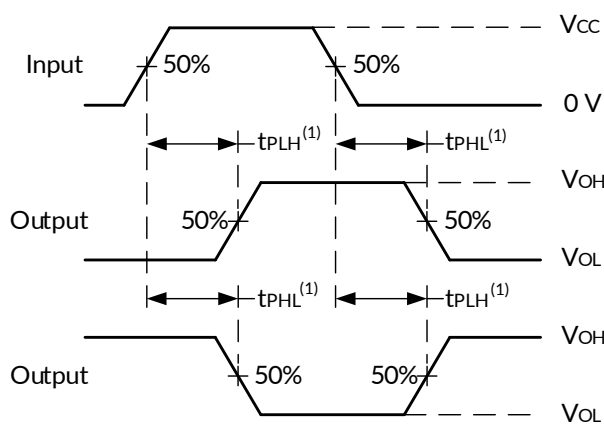 VCC
Input
50%
50%
0 V
tPLH(1)
tPHL(1)
VOH
Output
50%
50%
VOL
tPHL(1)
tPLH(1)
VOH
Output
50%
50%
VOL